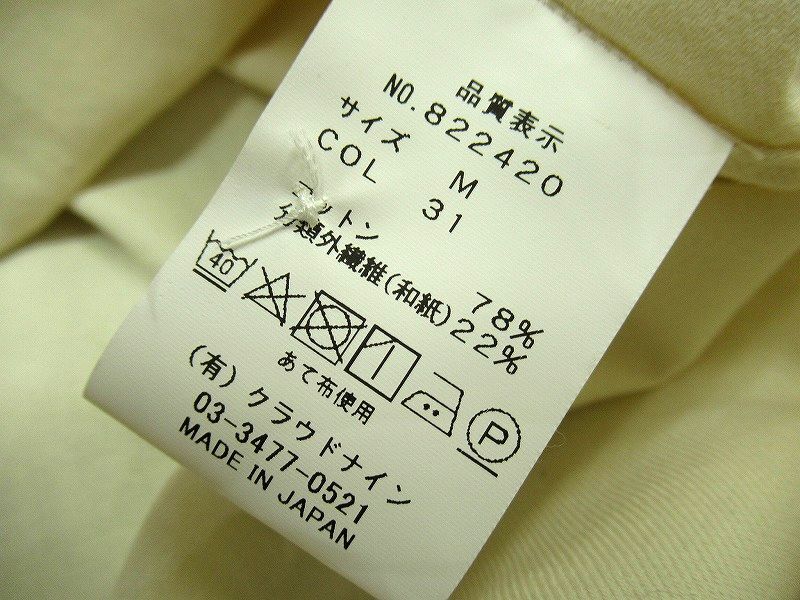 品質表示
NO.822420
サイズ M
COL 31
コットン 78%
分類外繊維(和紙)22%
40
あて布使用
P
(有)クラウドナイン
03-3477-0521
MADE IN JAPAN